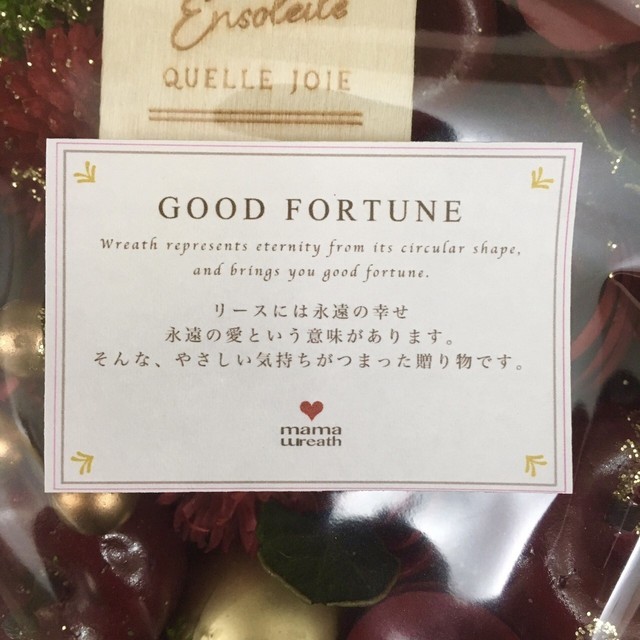 Ensoleilé
QUELLE JOIE
GOOD FORTUNE
Wreath represents eternity from its circular shape,
and brings you good fortune.
リースには永遠の幸せ
永遠の愛という意味があります。
そんな、やさしい気持ちがつまった贈り物です。
mama
wreath